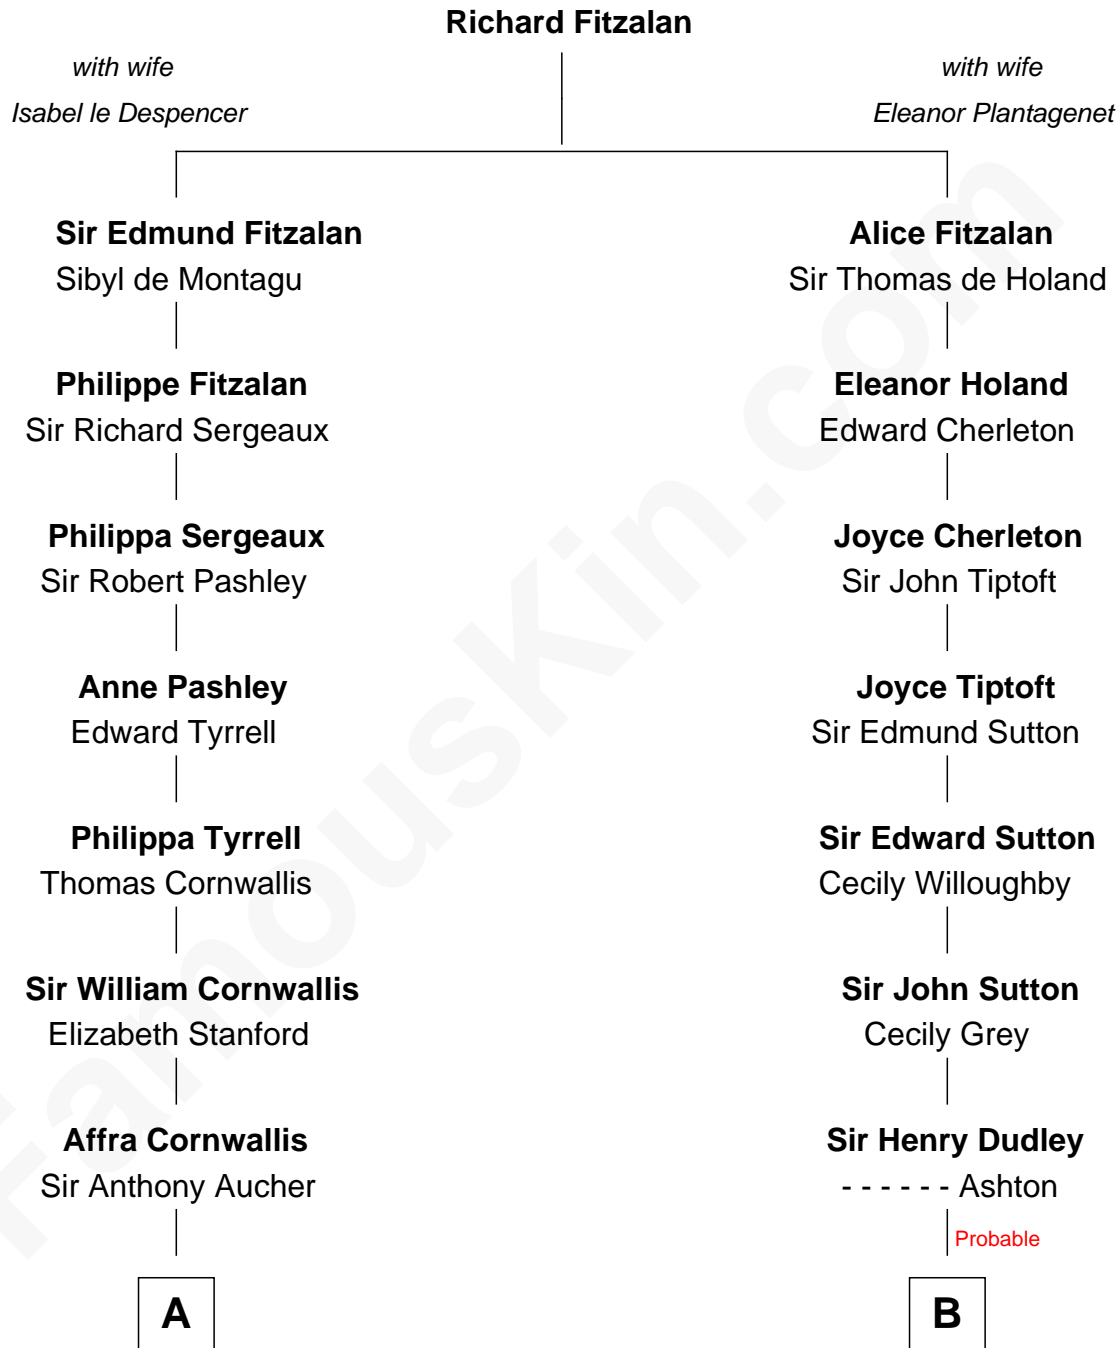 Richard Fitzalan
with wife
Isabel le Despencer
with wife
Eleanor Plantagenet
Sir Edmund Fitzalan
Sibyl de Montagu
Alice Fitzalan
Sir Thomas de Holand
Philippe Fitzalan
Sir Richard Sergeaux
Eleanor Holand
Edward Cherleton
Philippa Sergeaux
Sir Robert Pashley
Joyce Cherleton
Sir John Tiptoft
Anne Pashley
Edward Tyrrell
Joyce Tiptoft
Sir Edmund Sutton
Philippa Tyrrell
Thomas Cornwallis
Sir Edward Sutton
Cecily Willoughby
Sir William Cornwallis
Elizabeth Stanford
Sir John Sutton
Cecily Grey
Affra Cornwallis
Sir Anthony Aucher
Sir Henry Dudley
- - - - - - Ashton
Probable
A
B
FamousKin.com